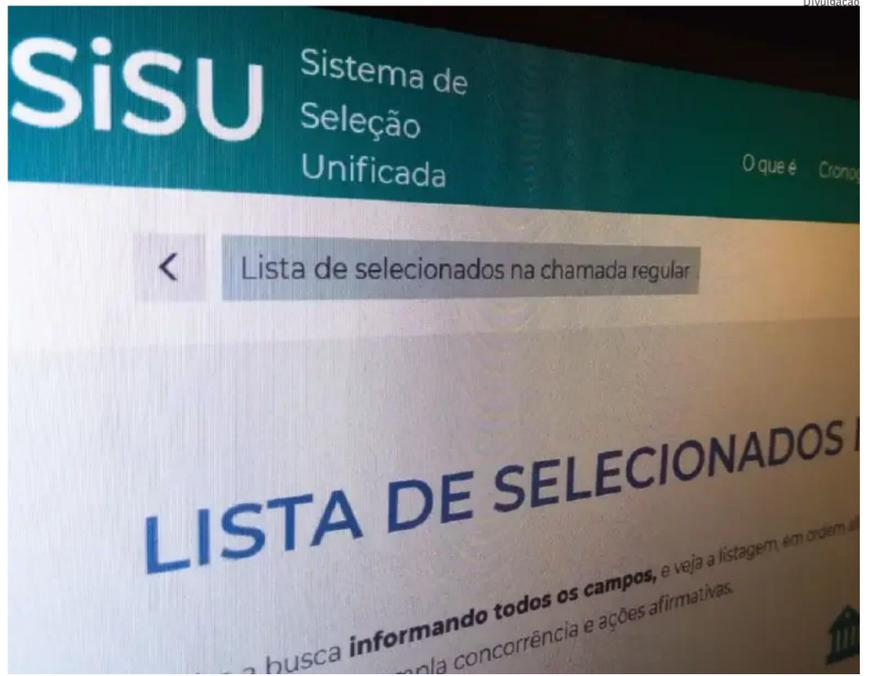 Divulgação
SiSU
Sistema de
Seleção
Unificada
O que é
<
Lista de selecionados na chamada regular
LISTA DE SELECIONADOS
a busca informando todos os campos, e veja a listagem, em ordem
concorrência e ações afirmativas.